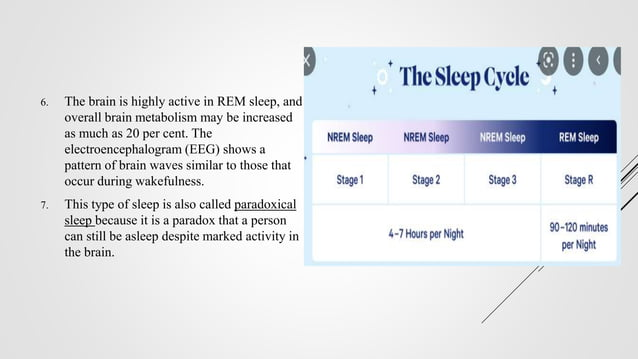 6. The brain is highly active in REM sleep, and
overall brain metabolism may be increased
as much as 20 per cent. The
electroencephalogram (EEG) shows a
pattern of brain waves similar to those that
occur during wakefulness.
7. This type of sleep is also called paradoxical
sleep because it is a paradox that a person
can still be asleep despite marked activity in
the brain.
The Sleep Cycle
NREM Sleep NREM Sleep NREM Sleep REM Sleep
Stage 1 Stage 2 Stage 3 Stage R
4-7 Hours per Night
90-120 minutes
per Night